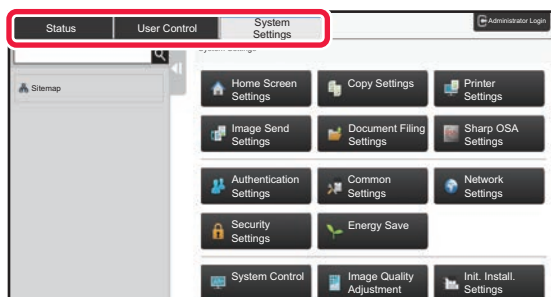 Status
User Control
System
Settings
Administrator Login
System Settings
Sitemap
Home Screen
Settings
Copy Settings
Printer
Settings
Image Send
Settings
Document Filing
Settings
Sharp OSA
Settings
Authentication
Settings
Common
Settings
Network
Settings
Security
Settings
Energy Save
System Control
Image Quality
Adjustment
Init. Install.
Settings